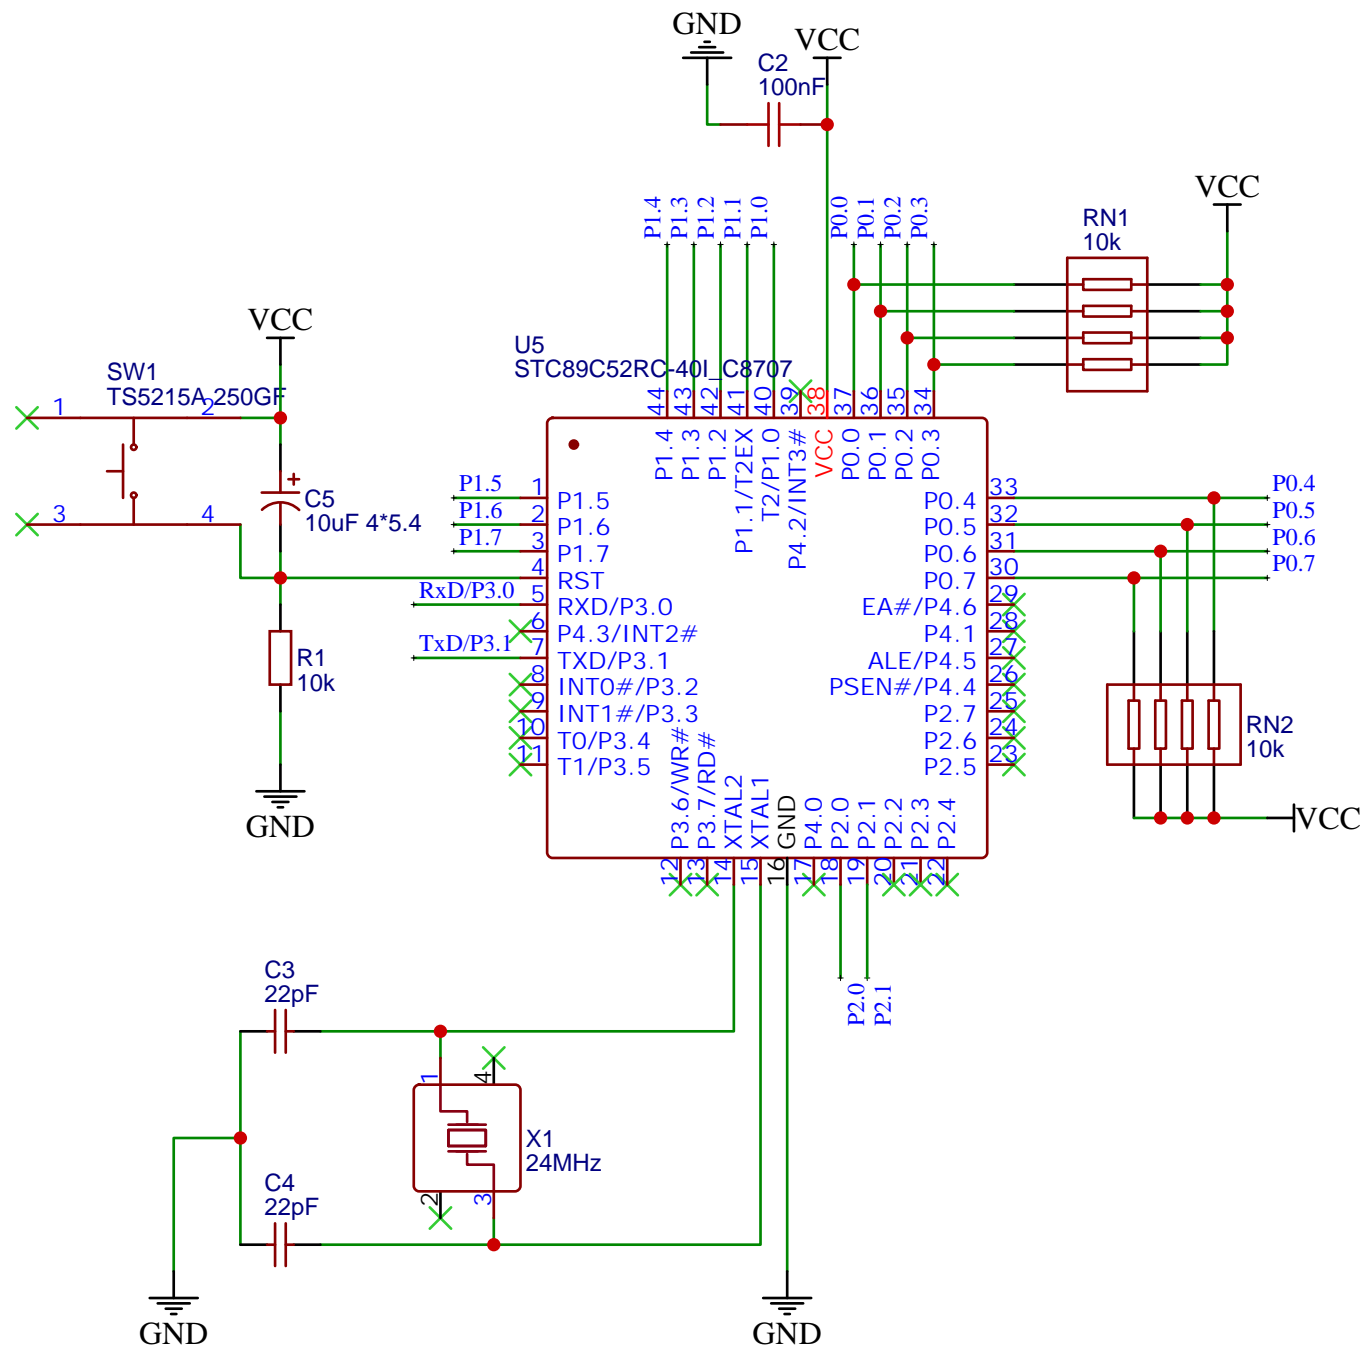 GND
VCC
C2
100nF
P1.4
P1.3
P1.2
P1.1
P1.0
P0.0
P0.1
P0.2
P0.3
VCC
RN1
10k
VCC
SW1
TS5215A 250GF
1
2
3
4
+
C5
10uF 4*5.4
R1
10k
GND
U5
STC89C52RC-40I_C8707
44
43
42
41
40
39
38
37
36
35
34
P1.4
P1.3
P1.2
P1.1/T2EX
T2/P1.0
P4.2/INT3#
VCC
P0.0
P0.1
P0.2
P0.3
P1.5 1 P1.5
P1.6 2 P1.6
P1.7 3 P1.7
4 RST
RxD/P3.0 5 RXD/P3.0
6 P4.3/INT2#
TxD/P3.1 7 TXD/P3.1
8 INT0#/P3.2
9 INT1#/P3.3
10 T0/P3.4
11 T1/P3.5
P0.4 33 P0.4
P0.5 32 P0.5
P0.6 31 P0.6
P0.7 30 P0.7
EA#/P4.6 29
P4.1 28
ALE/P4.5 27
PSEN#/P4.4 26
P2.7 25
P2.6 24
P2.5 23
RN2
10k
VCC
P3.6/WR#
P3.7/RD#
XTAL2
XTAL1
GND
P4.0
P2.0
P2.1
P2.2
P2.3
P2.4
12
13
14
15
16
17
18
19
20
21
22
P2.0
P2.1
C3
22pF
1
4
X1
24MHz
2
3
C4
22pF
GND
GND